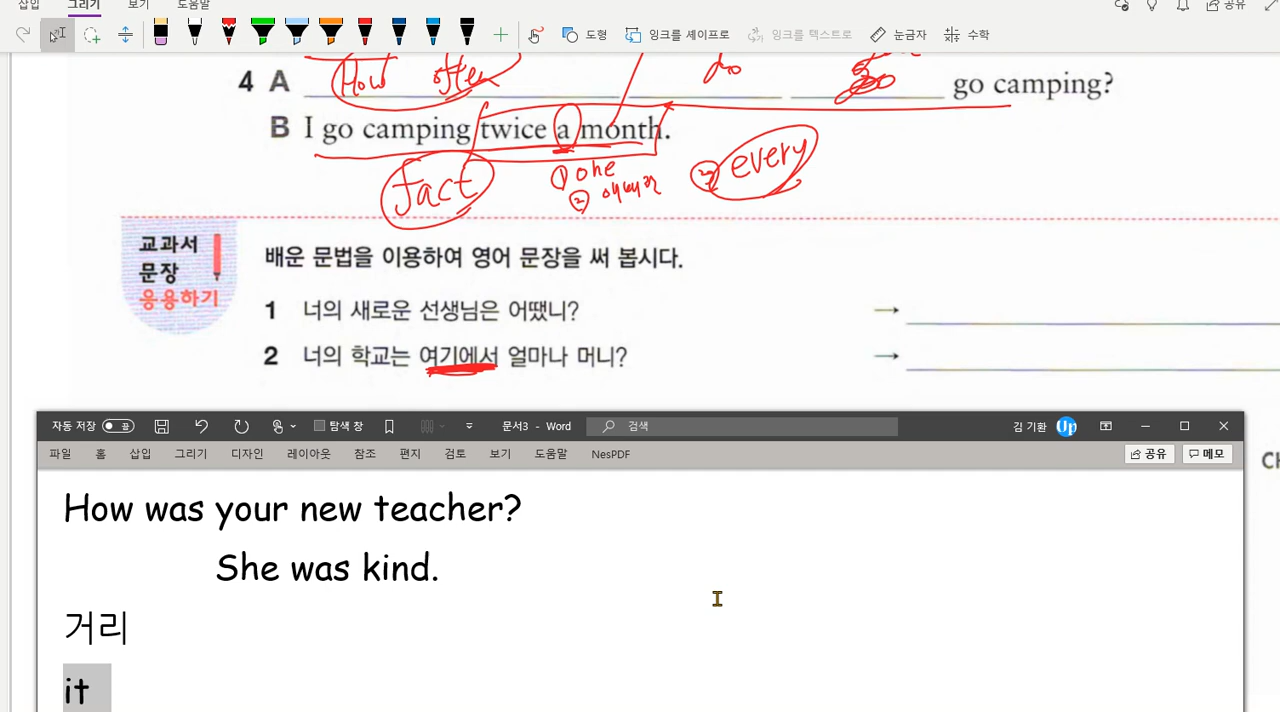 삽입 그리기 보기 도움말 공유
도형 잉크를 셰이프로 잉크를 텍스트로 눈금자 수학
How often do
4 A go camping?
B I go camping twice a month.
fact ① one ② every
②
교과서
문장
응용하기
배운 문법을 이용하여 영어 문장을 써 봅시다.
1 너의 새로운 선생님은 어땠니? →
2 너의 학교는 여기에서 얼마나 머니? →
자동 저장 끔 탐색 창 문서3 - Word 검색 김 기환 Up
파일 홈 삽입 그리기 디자인 레이아웃 참조 편지 검토 보기 도움말 NesPDF 공유 메모
How was your new teacher?
She was kind.
거리
it